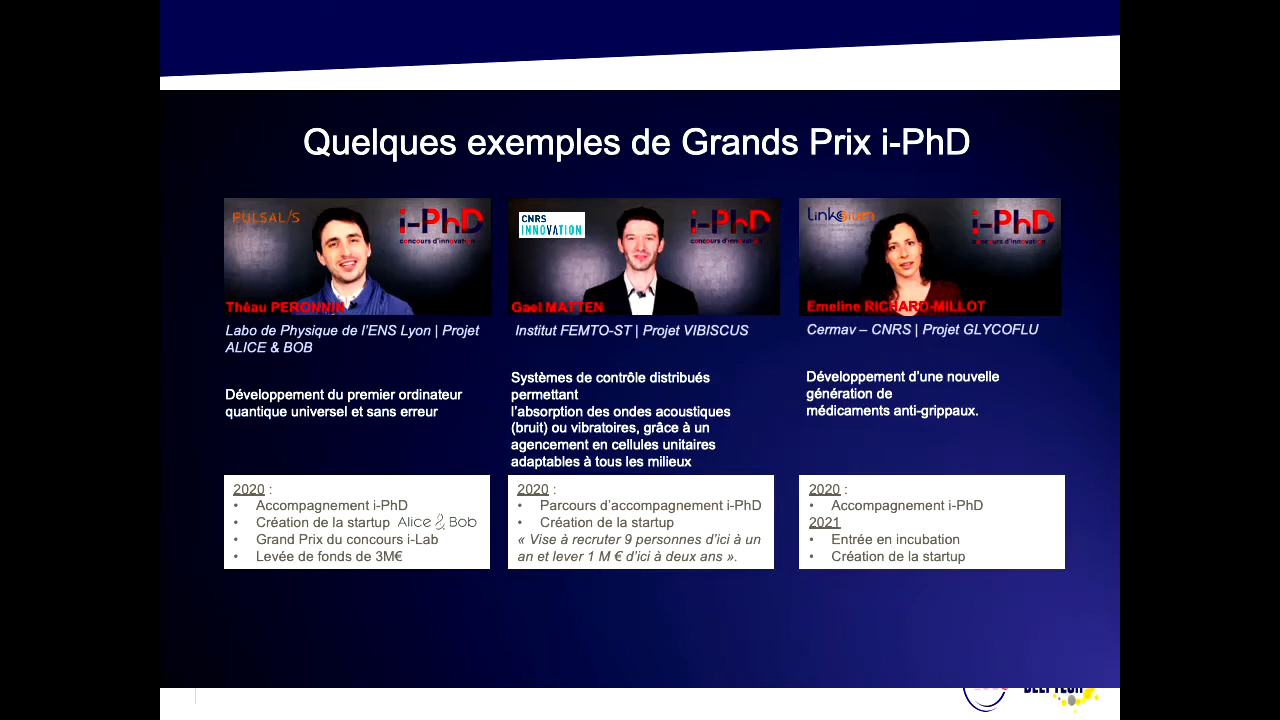 Quelques exemples de Grands Prix i-PhD
PULSALIS
i-PhD
concours d'innovation
Théau PERONNIN
Labo de Physique de l'ENS Lyon | Projet
ALICE & BOB
Développement du premier ordinateur
quantique universel et sans erreur
2020 :
• Accompagnement i-PhD
• Création de la startup Alice & Bob
• Grand Prix du concours i-Lab
• Levée de fonds de 3M€
CNRS
INNOVATION
i-PhD
concours d'innovation
Gael MATTEN
Institut FEMTO-ST | Projet VIBISCUS
Systèmes de contrôle distribués
permettant
l'absorption des ondes acoustiques
(bruit) ou vibratoires, grâce à un
agencement en cellules unitaires
adaptables à tous les milieux
2020 :
• Parcours d'accompagnement i-PhD
• Création de la startup
« Vise à recruter 9 personnes d'ici à un
an et lever 1 M € d'ici à deux ans ».
Linksium
i-PhD
concours d'innovation
Emeline RICHARD-MILLOT
Cermav – CNRS | Projet GLYCOFLU
Développement d'une nouvelle
génération de
médicaments anti-grippaux.
2020 :
• Accompagnement i-PhD
2021
• Entrée en incubation
• Création de la startup